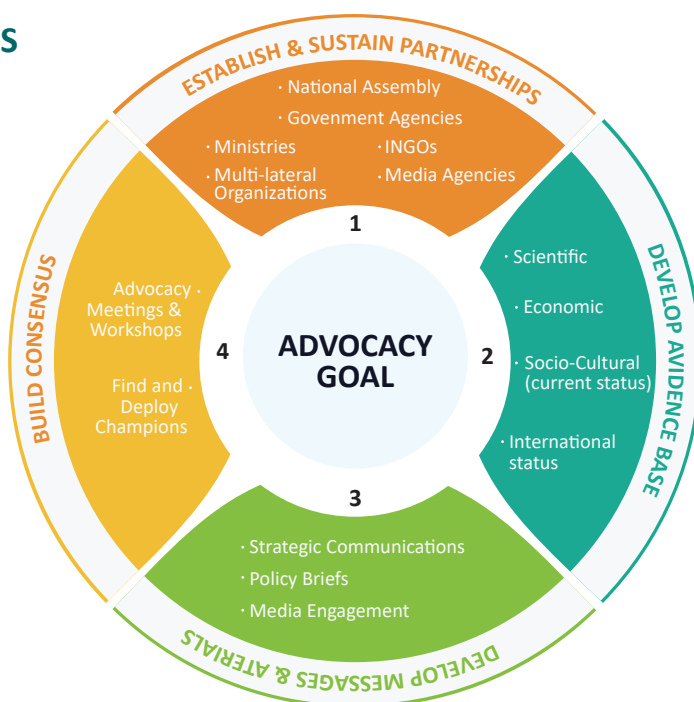 S
ESTABLISH & SUSTAIN PARTNERSHIPS
· National Assembly
· Govenment Agencies
· Ministries
· INGOs
· Multi-lateral
Organizations
· Media Agencies
1
DEVELOP AVIDENCE BASE
· Scientific
· Economic
· Socio-Cultural
(current status)
· International
status
2
ADVOCACY
GOAL
3
· Strategic Communications
· Policy Briefs
· Media Engagement
DEVELOP MESSAGES & ATERIALS
4
Advocacy ·
Meetings &
Workshops
Find and ·
Deploy
Champions
BUILD CONSENSUS